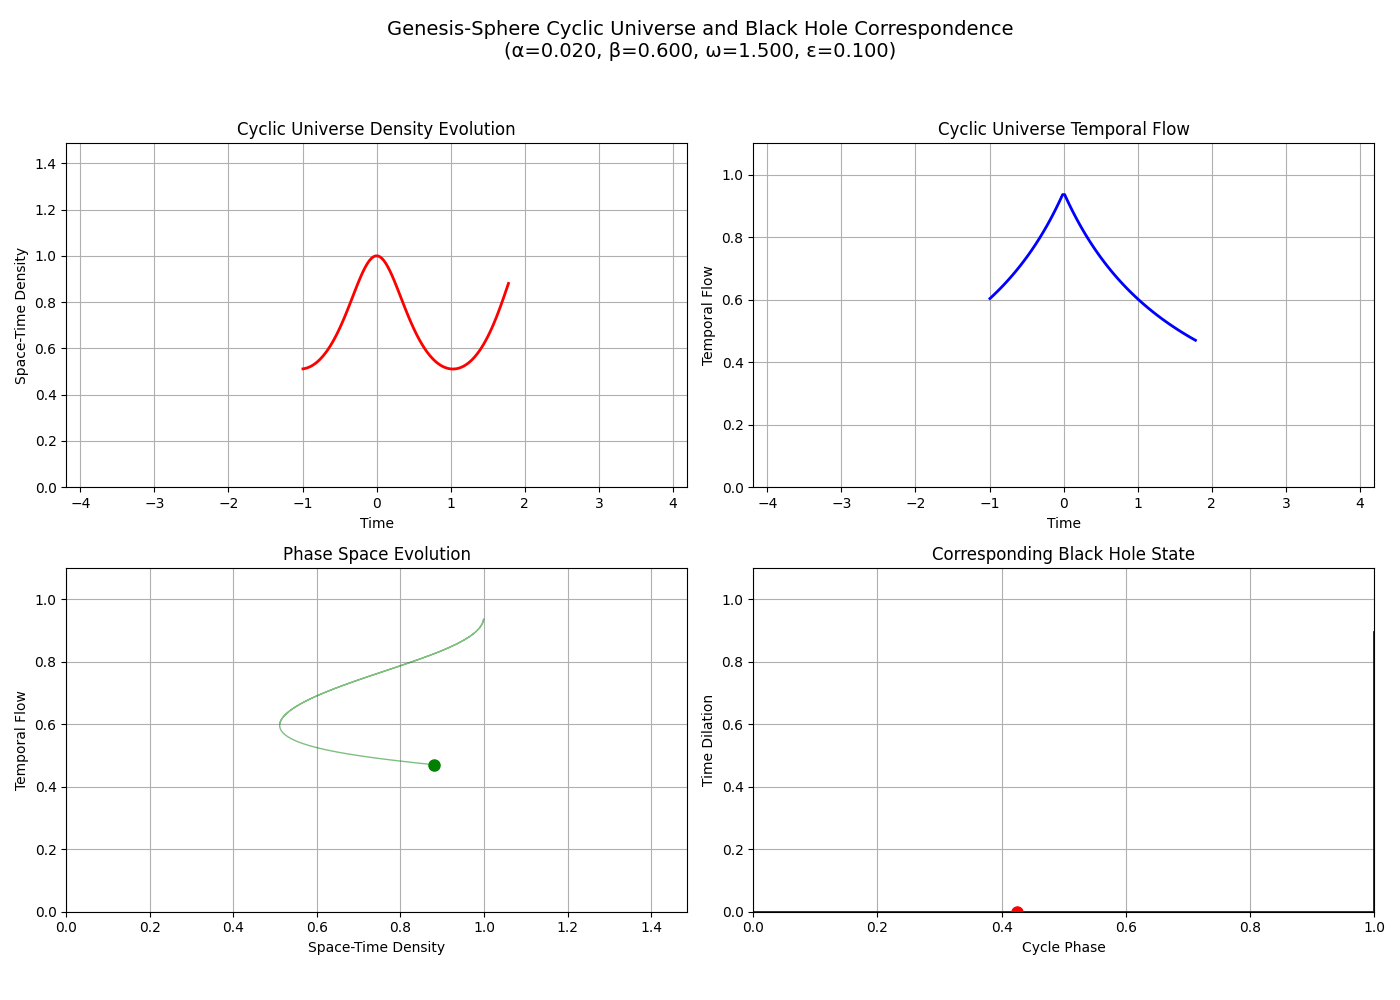 Genesis-Sphere Cyclic Universe and Black Hole Correspondence
(α=0.020, β=0.600, ω=1.500, ε=0.100)
Cyclic Universe Density Evolution
Space-Time Density
1.4
1.2
1.0
0.8
0.6
0.4
0.2
0.0
−4 −3 −2 −1 0 1 2 3 4
Time
Cyclic Universe Temporal Flow
Temporal Flow
1.0
0.8
0.6
0.4
0.2
0.0
−4 −3 −2 −1 0 1 2 3 4
Time
Phase Space Evolution
Temporal Flow
1.0
0.8
0.6
0.4
0.2
0.0
0.0 0.2 0.4 0.6 0.8 1.0 1.2 1.4
Space-Time Density
Corresponding Black Hole State
Time Dilation
1.0
0.8
0.6
0.4
0.2
0.0
0.0 0.2 0.4 0.6 0.8 1.0
Cycle Phase